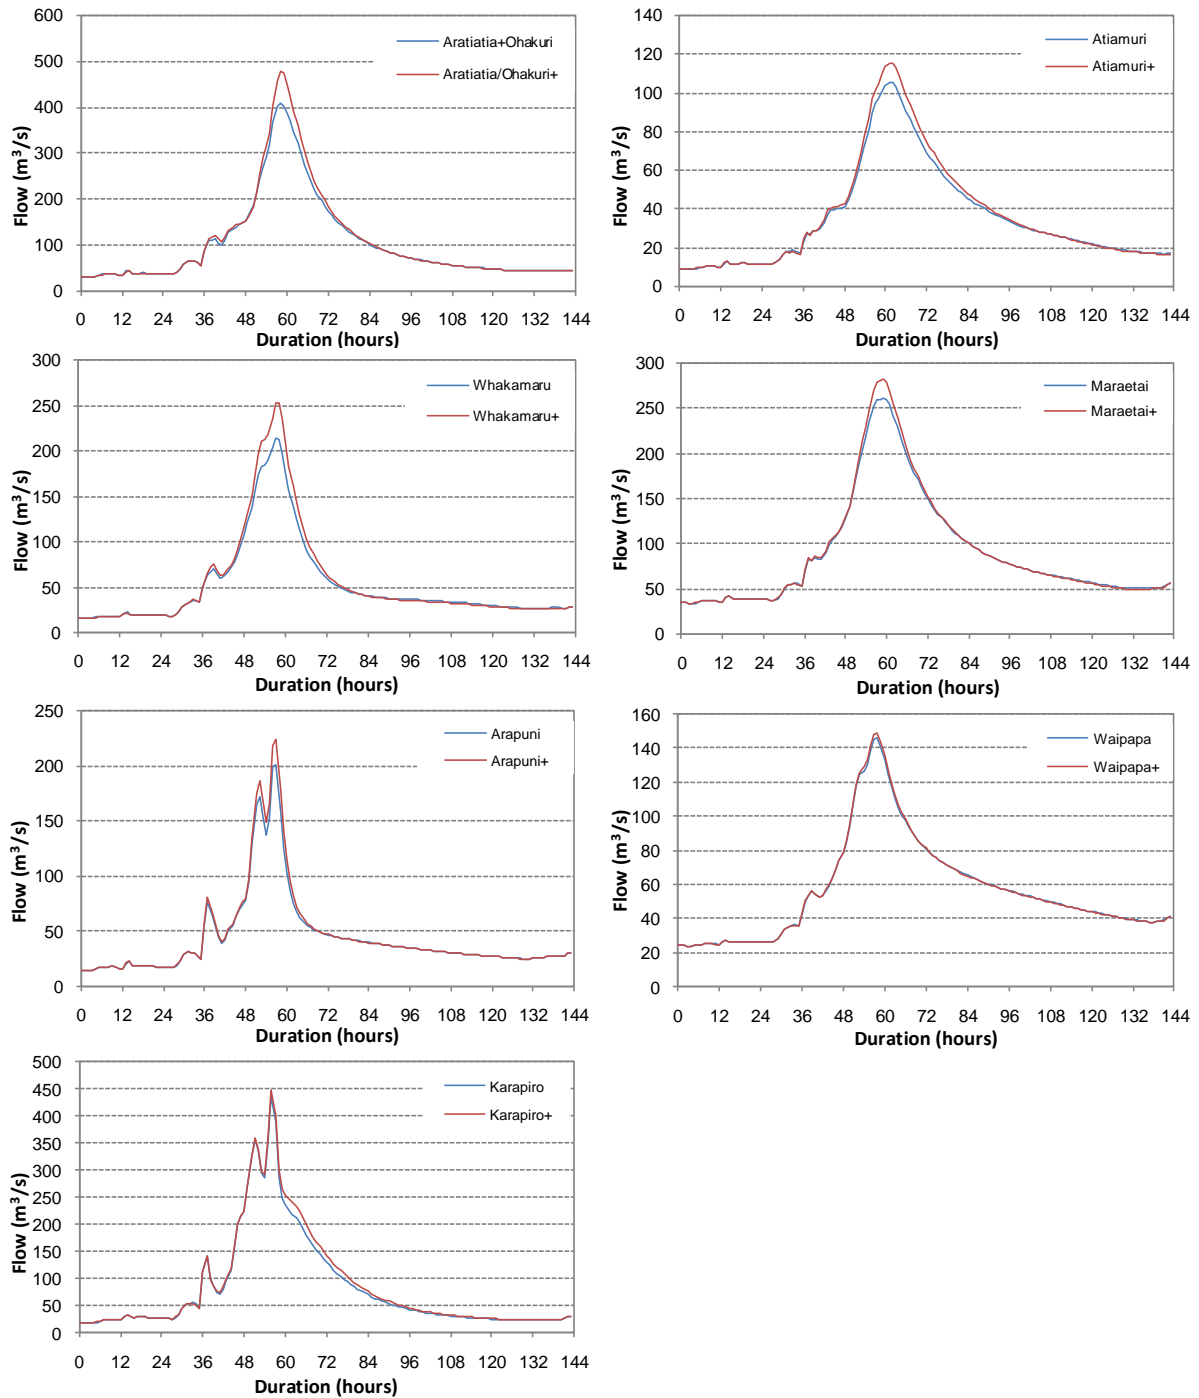 600
500
400
300
200
100
0
Flow (m³/s)
Aratiatia+Ohakuri
Aratiatia/Ohakuri+
0 12 24 36 48 60 72 84 96 108 120 132 144
Duration (hours)
140
120
100
80
60
40
20
0
Flow (m³/s)
Atiamuri
Atiamuri+
0 12 24 36 48 60 72 84 96 108 120 132 144
Duration (hours)
300
250
200
150
100
50
0
Flow (m³/s)
Whakamaru
Whakamaru+
0 12 24 36 48 60 72 84 96 108 120 132 144
Duration (hours)
300
250
200
150
100
50
0
Flow (m³/s)
Maraetai
Maraetai+
0 12 24 36 48 60 72 84 96 108 120 132 144
Duration (hours)
250
200
150
100
50
0
Flow (m³/s)
Arapuni
Arapuni+
0 12 24 36 48 60 72 84 96 108 120 132 144
Duration (hours)
160
140
120
100
80
60
40
20
0
Flow (m³/s)
Waipapa
Waipapa+
0 12 24 36 48 60 72 84 96 108 120 132 144
Duration (hours)
500
450
400
350
300
250
200
150
100
50
0
Flow (m³/s)
Karapiro
Karapiro+
0 12 24 36 48 60 72 84 96 108 120 132 144
Duration (hours)